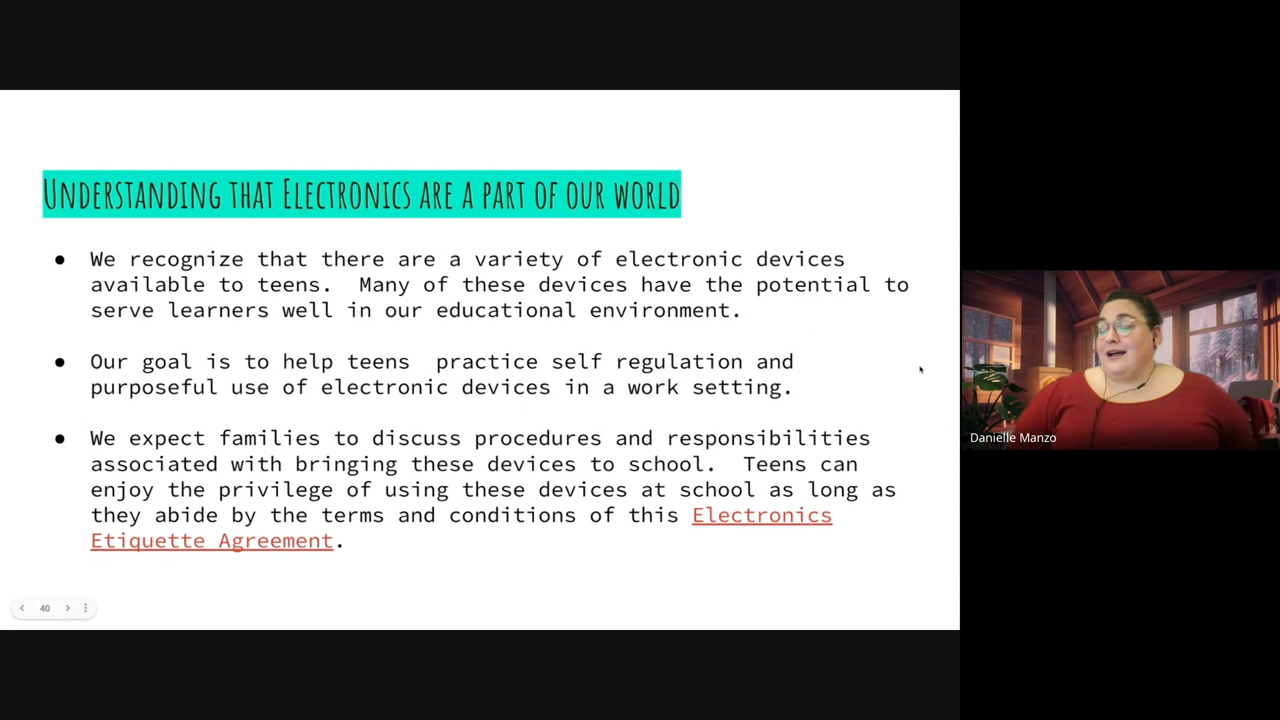 Understanding that Electronics are a part of our world
● We recognize that there are a variety of electronic devices
available to teens.  Many of these devices have the potential to
serve learners well in our educational environment.
● Our goal is to help teens  practice self regulation and
purposeful use of electronic devices in a work setting.
● We expect families to discuss procedures and responsibilities
associated with bringing these devices to school.  Teens can
enjoy the privilege of using these devices at school as long as
they abide by the terms and conditions of this Electronics
Etiquette Agreement.
40
Danielle Manzo